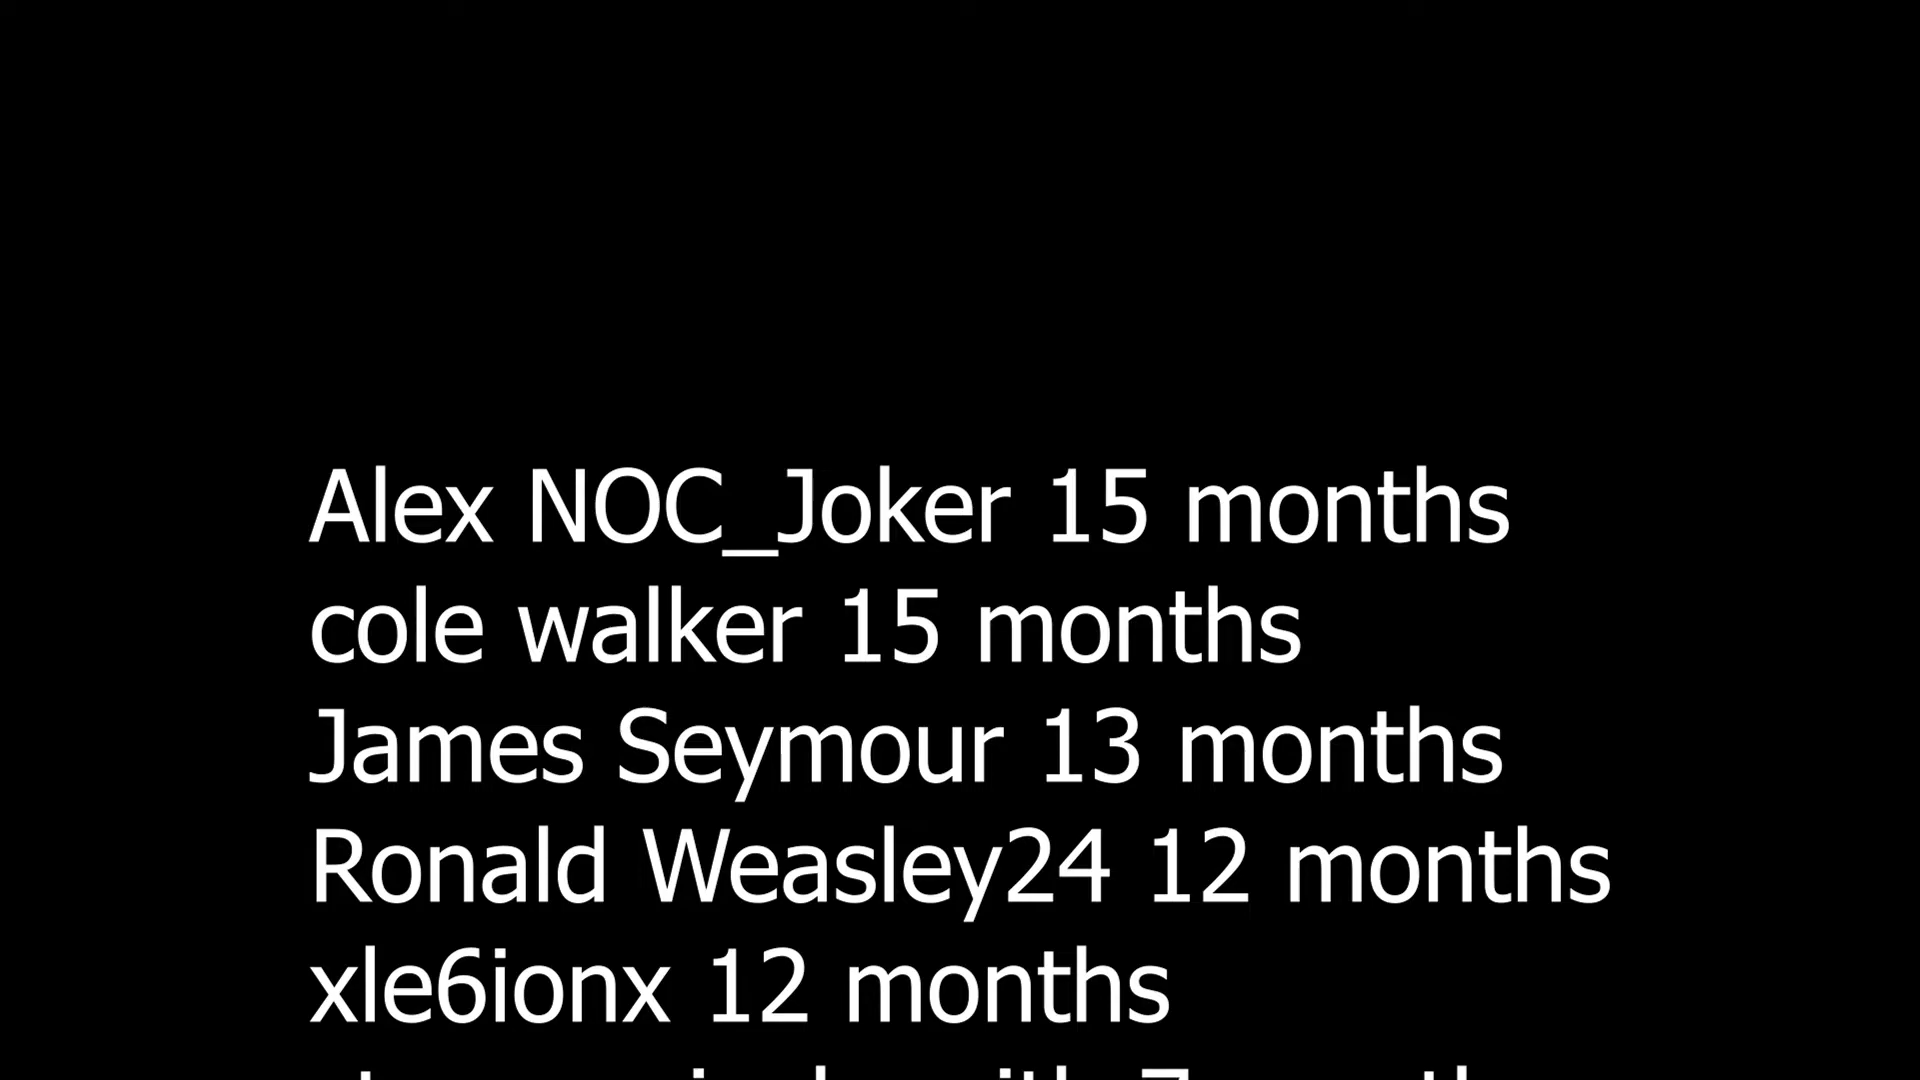 Alex NOC_Joker 15 months
cole walker 15 months
James Seymour 13 months
Ronald Weasley24 12 months
xle6ionx 12 months